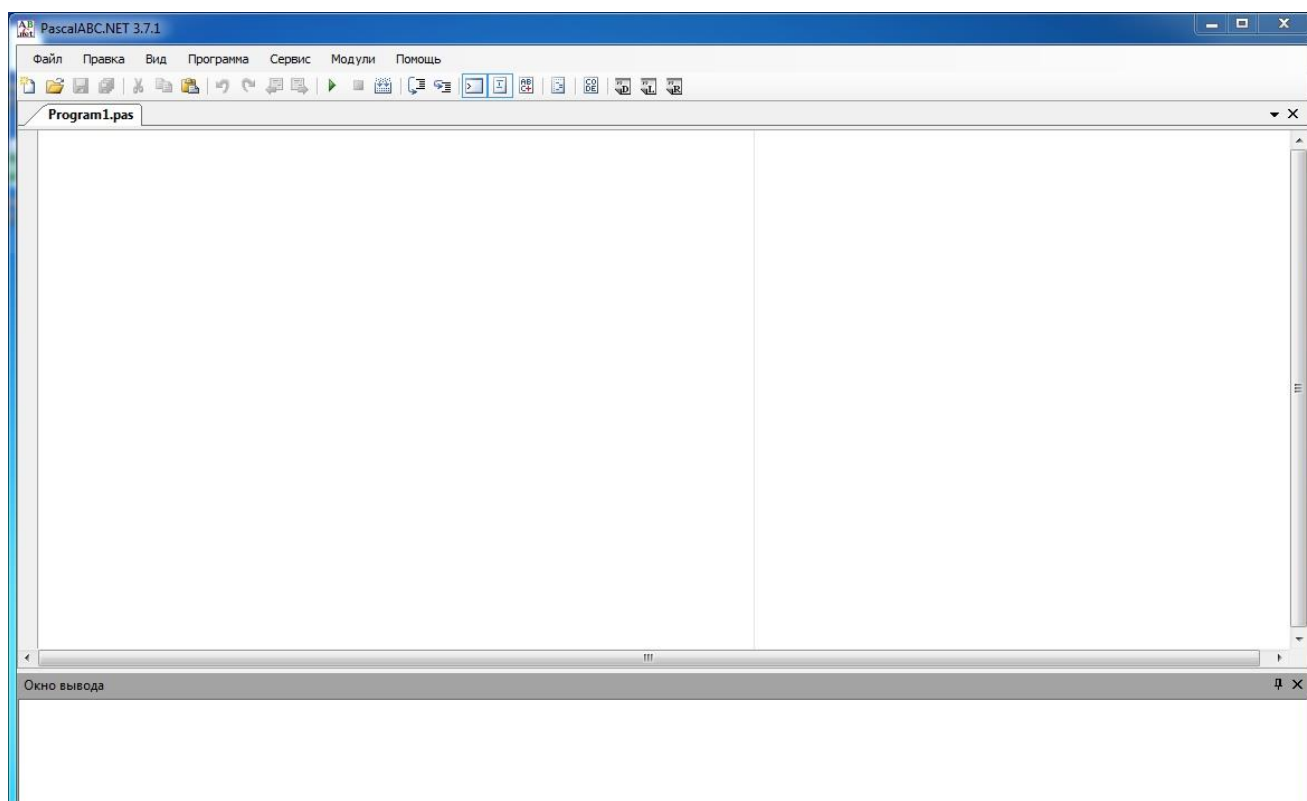 PascalABC.NET 3.7.1
Файл Правка Вид Программа Сервис Модули Помощь
Program1.pas
Окно вывода